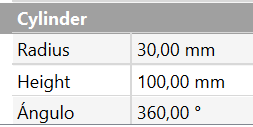 Cylinder
Radius 30,00 mm
Height 100,00 mm
Ángulo 360,00 °